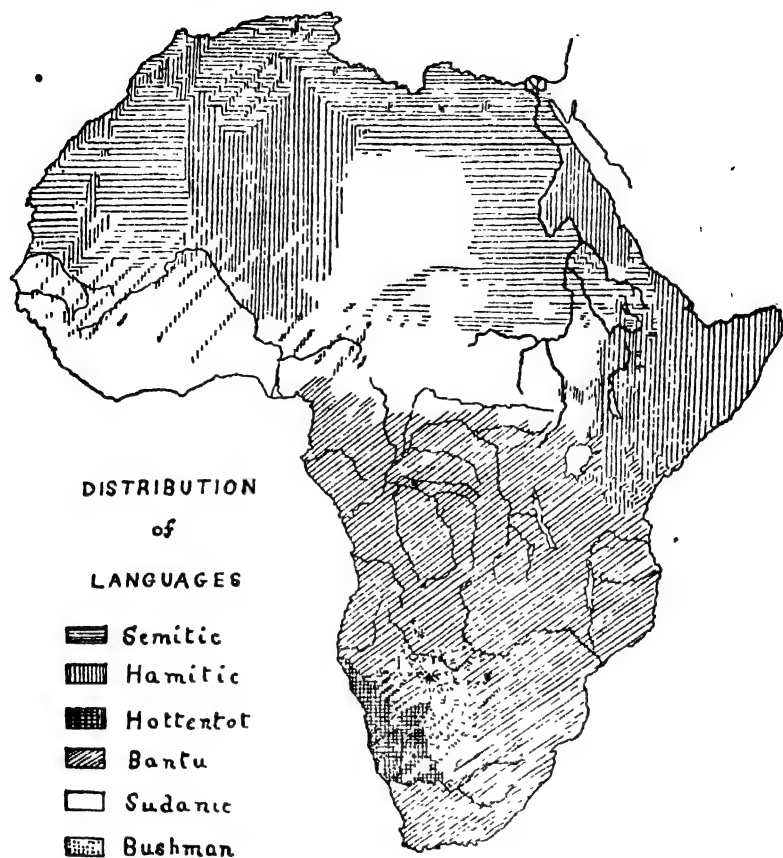 DISTRIBUTION
of
LANGUAGES
Semitic
Hamitic
Hottentot
Bantu
Sudanic
Bushman